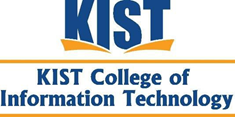 KIST
KIST College of
Information Technology